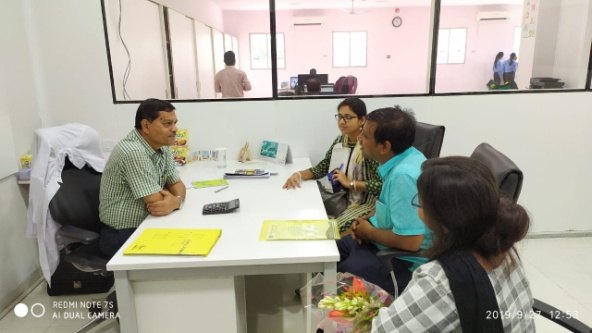 REDMI NOTE 7S
AI DUAL CAMERA
2019/9/27 12:53